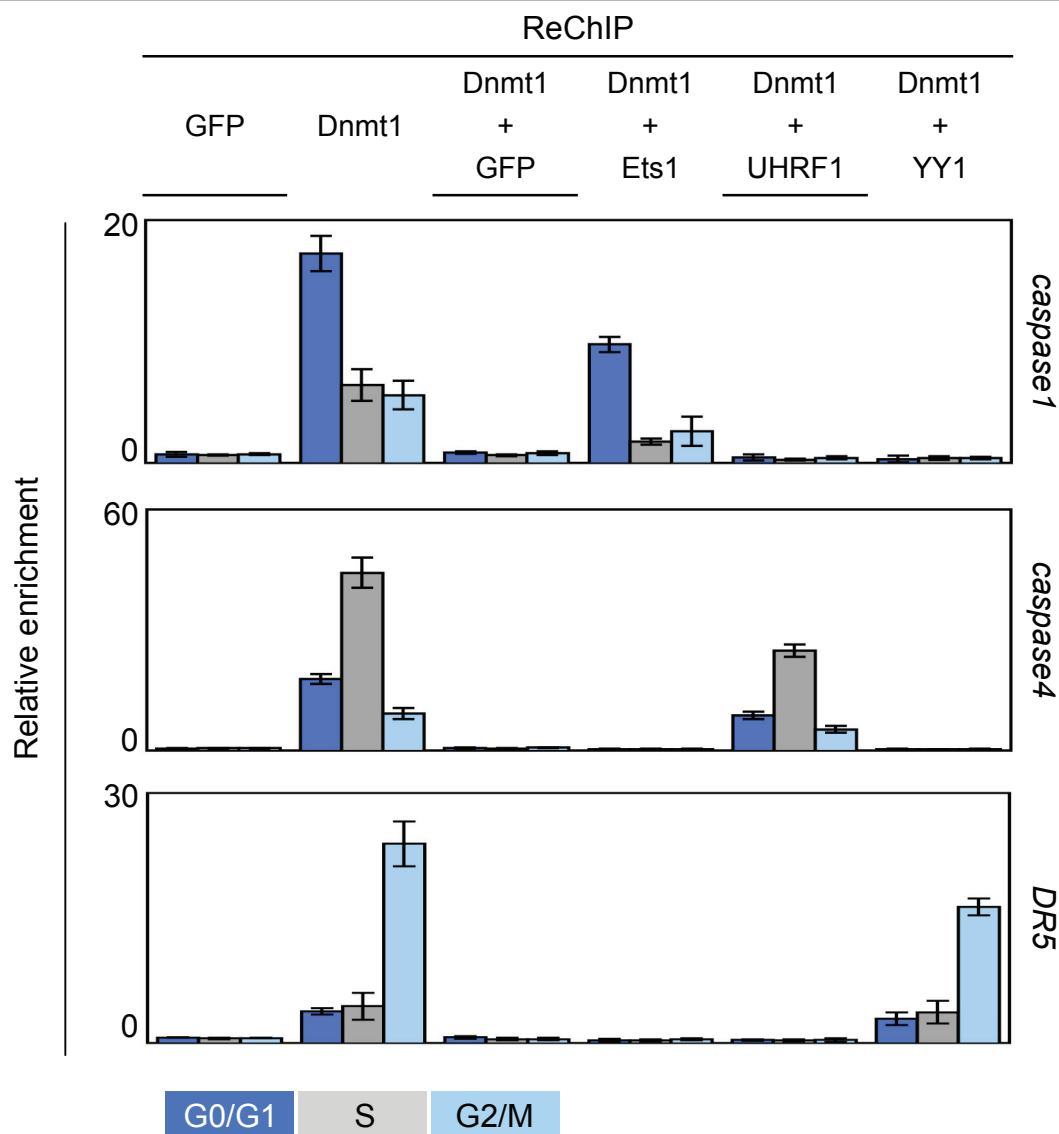 ReChIP
GFP
Dnmt1
Dnmt1
+
GFP
Dnmt1
+
Ets1
Dnmt1
+
UHRF1
Dnmt1
+
YY1
Relative enrichment
20
0
caspase1
60
0
caspase4
30
0
DR5
G0/G1
S
G2/M